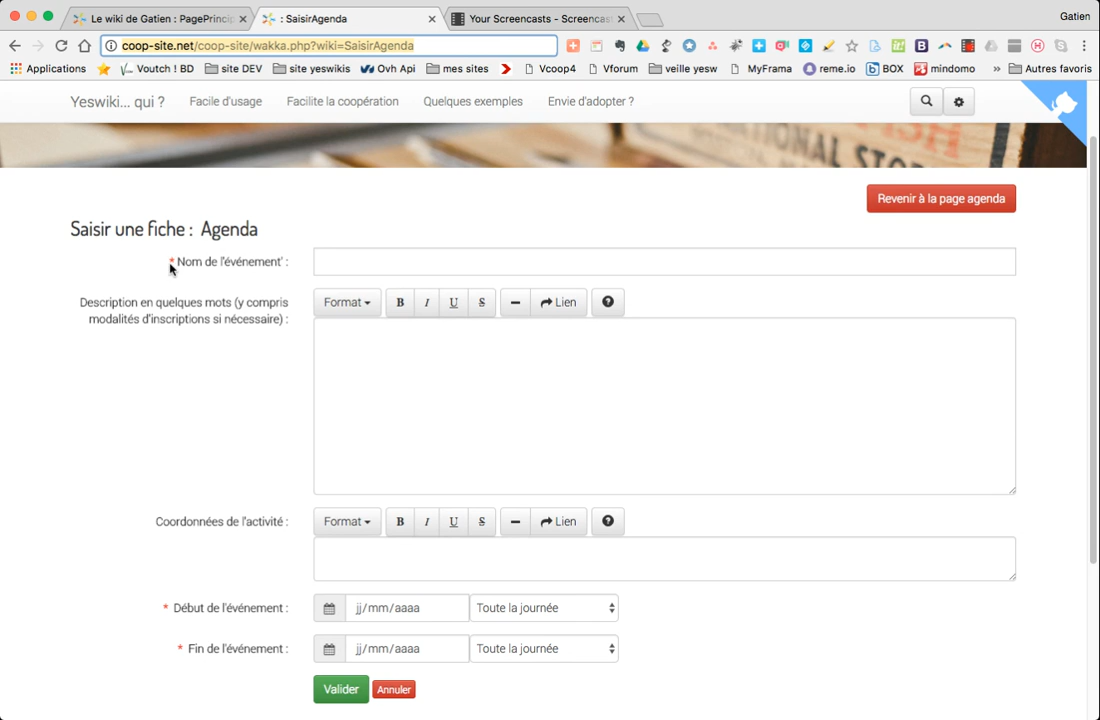 Le wiki de Gatien : PagePrincip
: SaisirAgenda
Your Screencasts - Screencas
Gatien
coop-site.net/coop-site/wakka.php?wiki=SaisirAgenda
Applications
Voutch ! BD
site DEV
site yeswikis
Ovh Api
mes sites
Vcoop4
Vforum
veille yesw
MyFrama
reme.io
BOX
mindomo
»
Autres favoris
Yeswiki... qui ?
Facile d'usage
Facilite la coopération
Quelques exemples
Envie d'adopter ?
Revenir à la page agenda
Saisir une fiche : Agenda
* Nom de l'événement' :
Description en quelques mots (y compris
modalités d'inscriptions si nécessaire) :
Format B I U S Lien ?
Coordonnées de l'activité :
Format B I U S Lien ?
* Début de l'événement : jj/mm/aaaa Toute la journée
* Fin de l'événement : jj/mm/aaaa Toute la journée
Valider Annuler